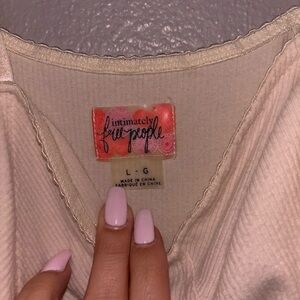 intimately
free people
L - G
MADE IN CHINA
FABRIQUÉ EN CHINE